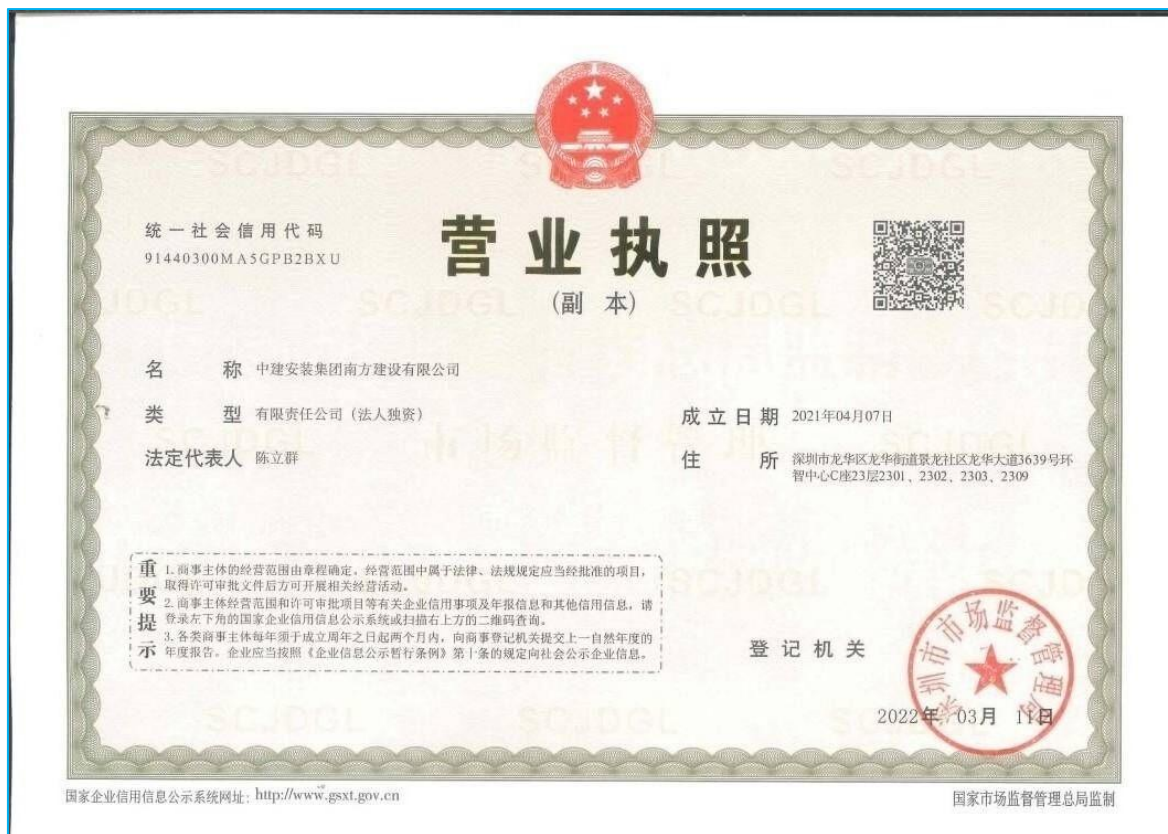 统一社会信用代码
91440300MA5GPB2BXU
营业执照
(副 本)
名 称 中建安装集团南方建设有限公司
类 型 有限责任公司（法人独资）
法定代表人 陈立群
成立日期 2021年04月07日
住 所 深圳市龙华区龙华街道景龙社区龙华大道3639号环
智中心C座23层2301、2302、2303、2309
重要提示
1. 商事主体的经营范围由章程确定。经营范围中属于法律、法规规定应当经批准的项目，
取得许可审批文件后方可开展相关经营活动。
2. 商事主体经营范围和许可审批项目等有关企业信用事项及年报信息和其他信用信息，请
登录左下角的国家企业信用信息公示系统或扫描右上方的二维码查询。
3. 各类商事主体每年须于成立周年之日起两个月内，向商事登记机关提交上一自然年度的
年度报告。企业应当按照《企业信息公示暂行条例》第十条的规定向社会公示企业信息。
登记机关
深圳市市场监督管理局
2022年 03月 11日
国家企业信用信息公示系统网址: http://www.gsxt.gov.cn
国家市场监督管理总局监制
SCJDGL